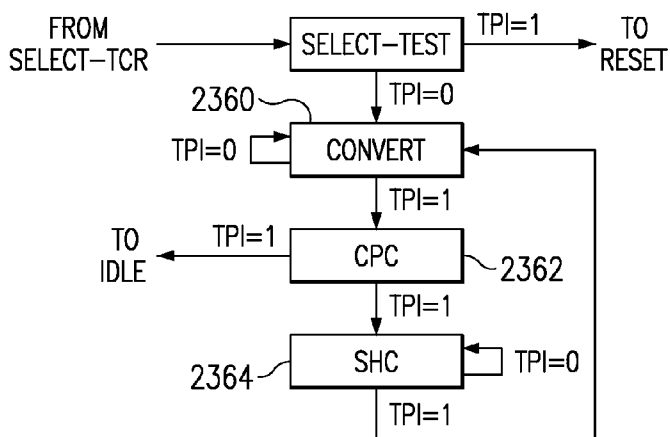 FROM
SELECT-TCR
SELECT-TEST
TPI=1
TO
RESET
TPI=0
2360
TPI=0
CONVERT
TPI=1
TO
IDLE
TPI=1
CPC
2362
TPI=1
2364
SHC
TPI=0
TPI=1